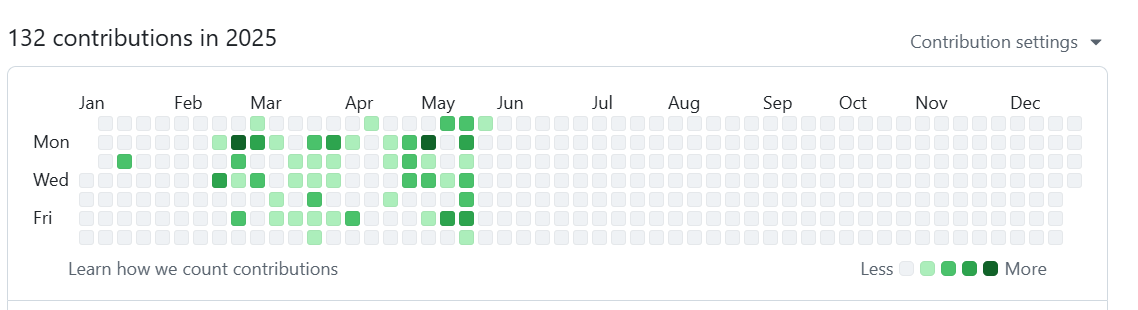 132 contributions in 2025
Contribution settings
Jan Feb Mar Apr May Jun Jul Aug Sep Oct Nov Dec
Mon
Wed
Fri
Learn how we count contributions
Less More